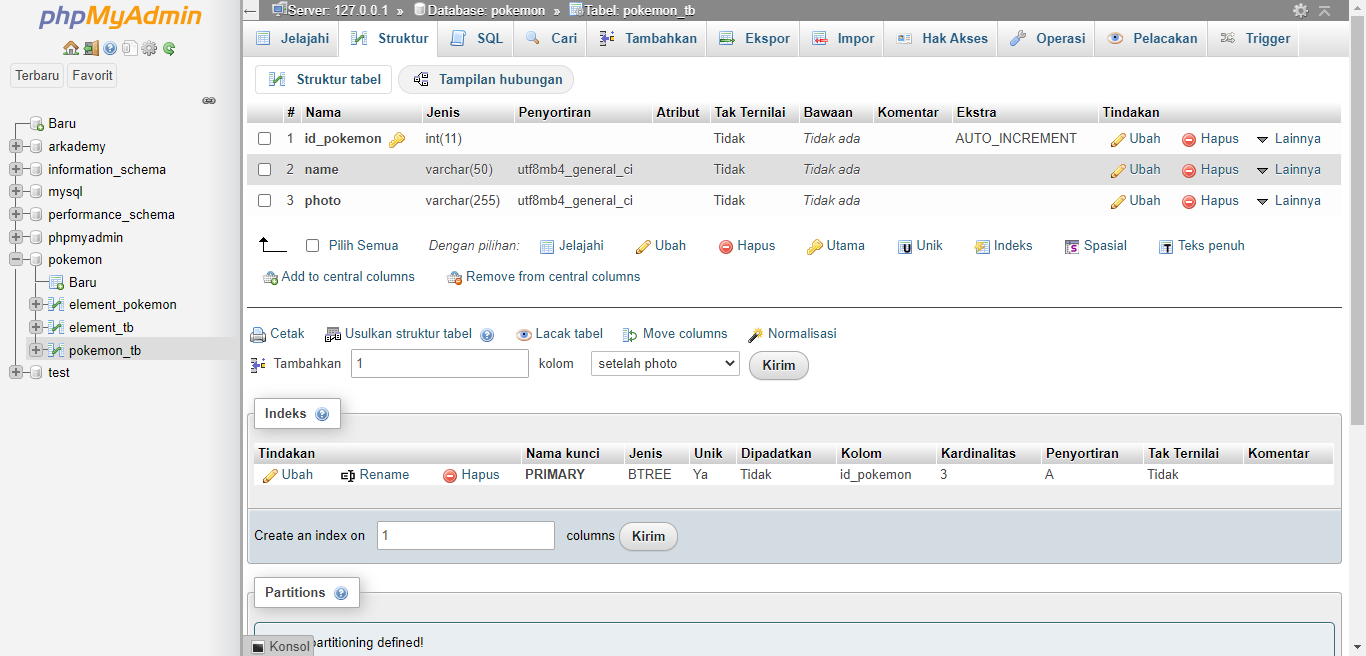 phpMyAdmin
Terbaru Favorit
Baru
arkademy
information_schema
mysql
performance_schema
phpmyadmin
pokemon
Baru
element_pokemon
element_tb
pokemon_tb
test
Server: 127.0.0.1 » Database: pokemon » Tabel: pokemon_tb
Jelajahi Struktur SQL Cari Tambahkan Ekspor Impor Hak Akses Operasi Pelacakan Trigger
Struktur tabel Tampilan hubungan
# Nama Jenis Penyortiran Atribut Tak Ternilai Bawaan Komentar Ekstra Tindakan
1 id_pokemon int(11) Tidak Tidak ada AUTO_INCREMENT Ubah Hapus Lainnya
2 name varchar(50) utf8mb4_general_ci Tidak Tidak ada Ubah Hapus Lainnya
3 photo varchar(255) utf8mb4_general_ci Tidak Tidak ada Ubah Hapus Lainnya
Pilih Semua Dengan pilihan: Jelajahi Ubah Hapus Utama Unik Indeks Spasial Teks penuh
Add to central columns Remove from central columns
Cetak Usulkan struktur tabel Lacak tabel Move columns Normalisasi
Tambahkan 1 kolom setelah photo Kirim
Indeks
Tindakan Nama kunci Jenis Unik Dipadatkan Kolom Kardinalitas Penyortiran Tak Ternilai Komentar
Ubah Rename Hapus PRIMARY BTREE Ya Tidak id_pokemon 3 A Tidak
Create an index on 1 columns Kirim
Partitions
partitioning defined!
Konsol